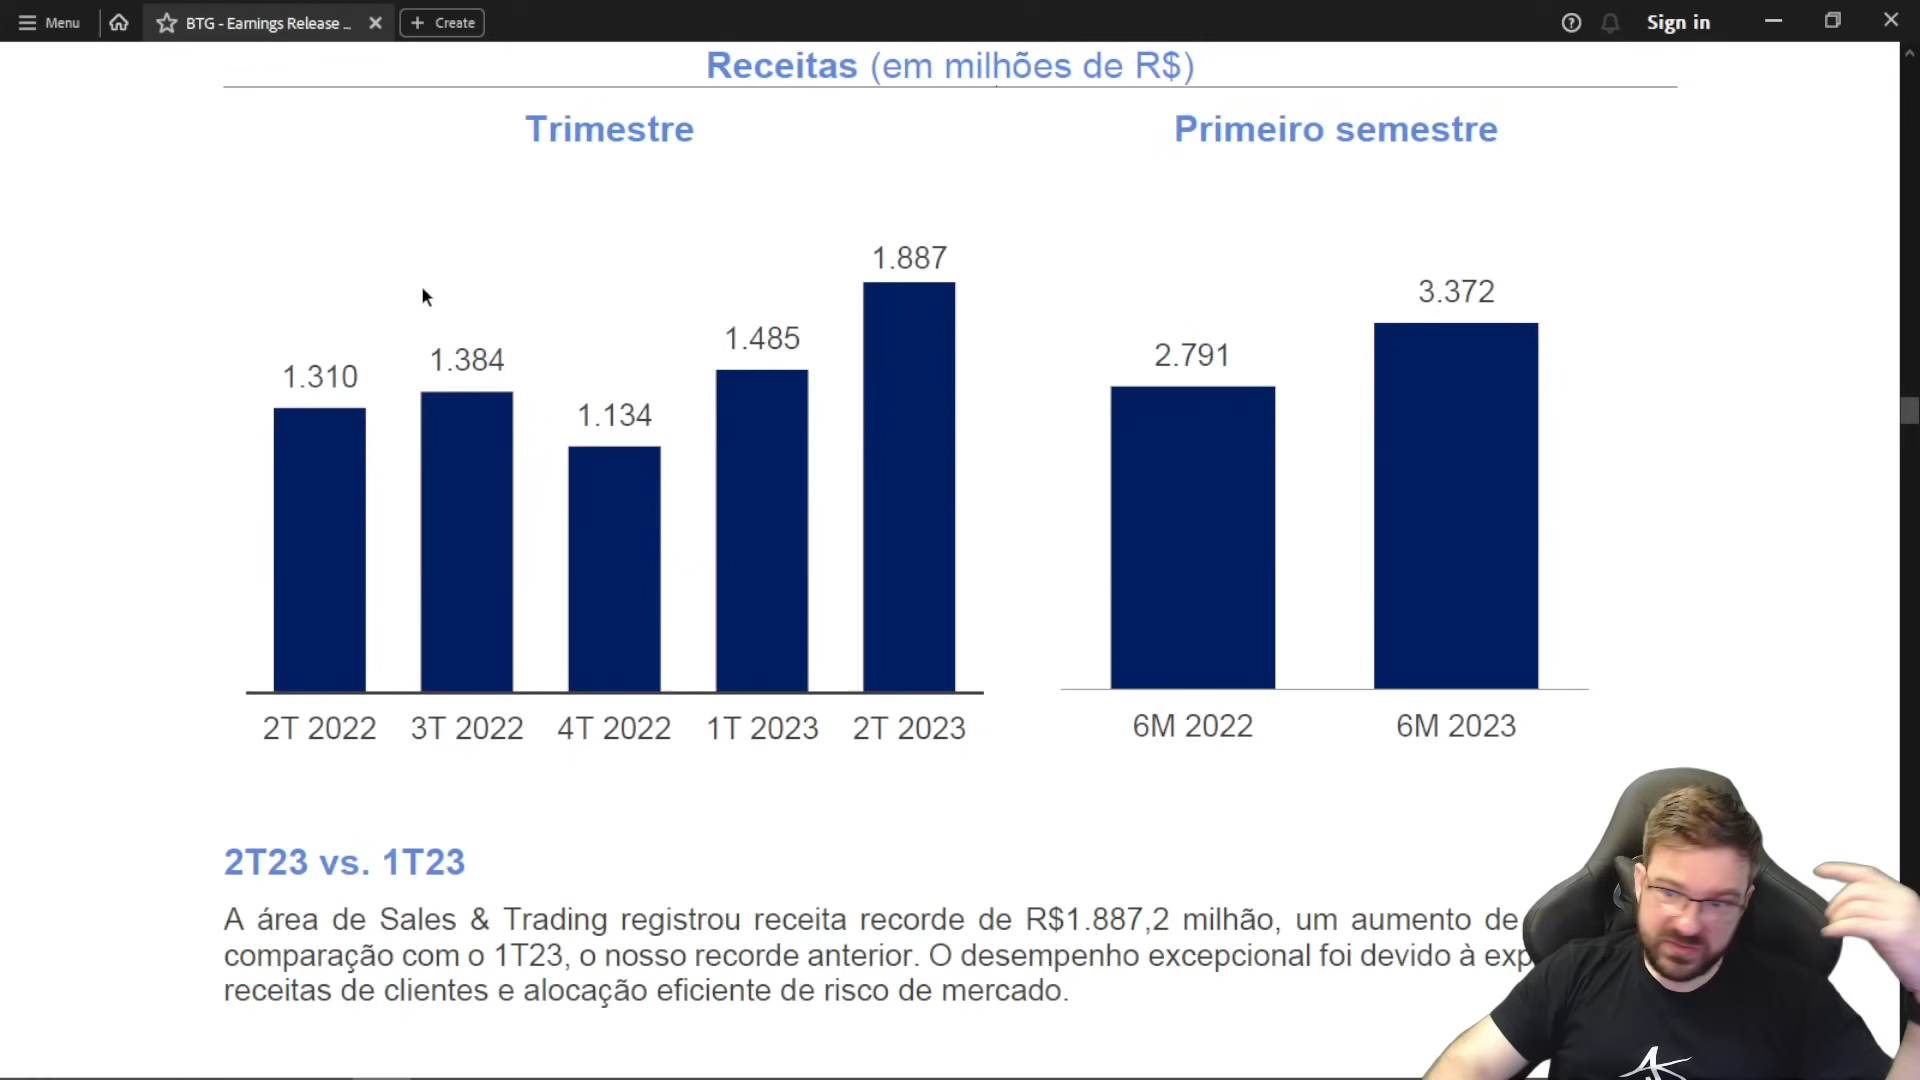 Menu
BTG - Earnings Release ...
Create
Sign in
Receitas (em milhões de R$)
Trimestre
Primeiro semestre
1.310
1.384
1.134
1.485
1.887
2.791
3.372
2T 2022
3T 2022
4T 2022
1T 2023
2T 2023
6M 2022
6M 2023
2T23 vs. 1T23
A área de Sales & Trading registrou receita recorde de R$1.887,2 milhão, um aumento de
comparação com o 1T23, o nosso recorde anterior. O desempenho excepcional foi devido à
receitas de clientes e alocação eficiente de risco de mercado.